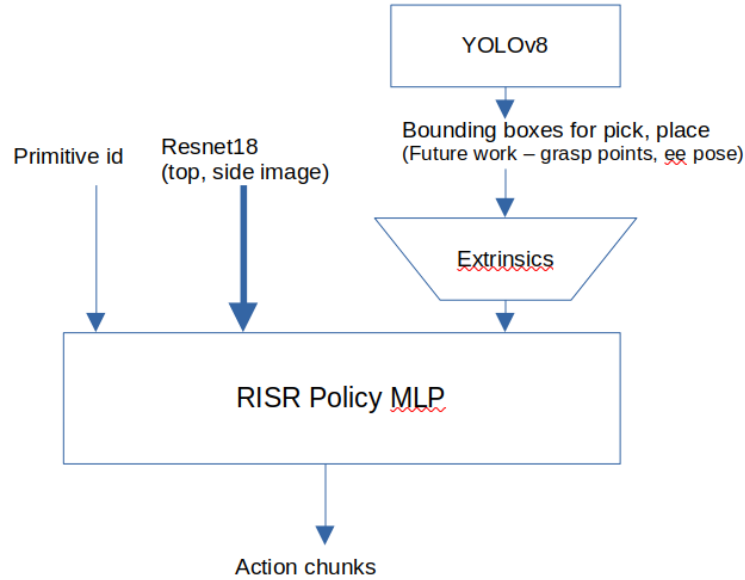 YOLOv8
Bounding boxes for pick, place
(Future work – grasp points, ee pose)
Primitive id
Resnet18
(top, side image)
Extrinsics
RISR Policy MLP
Action chunks